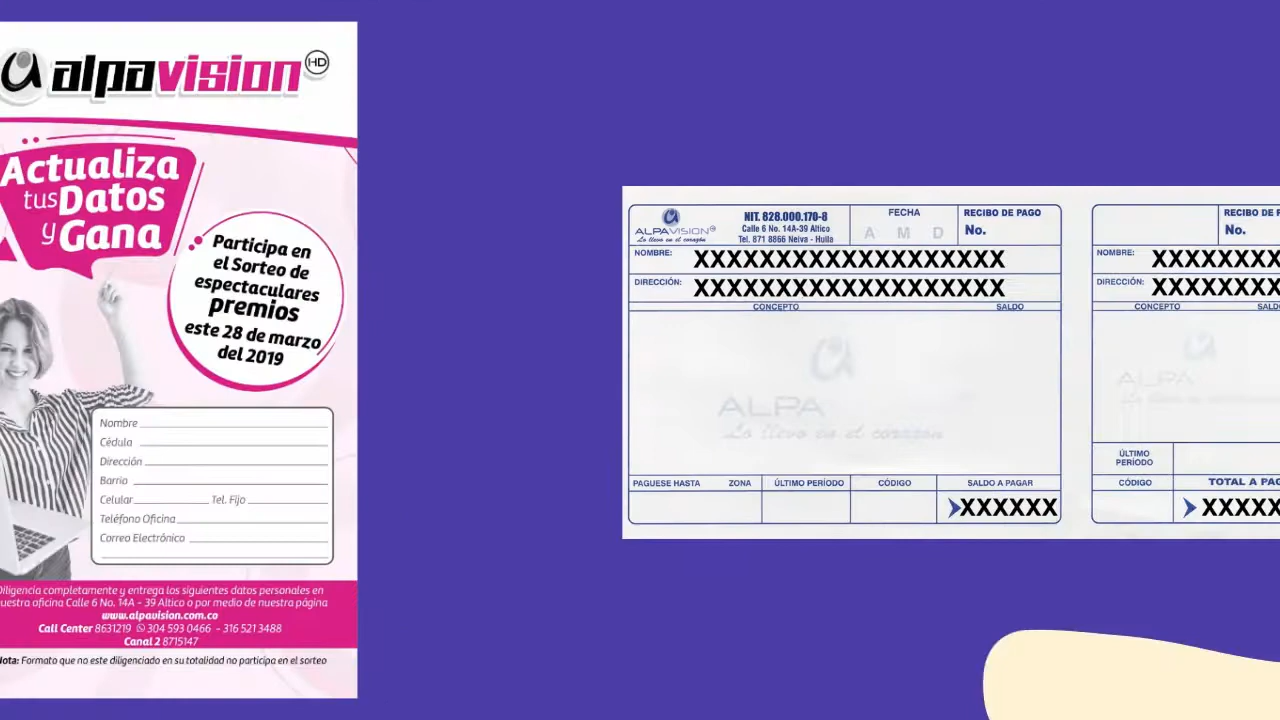 alpavision HD
Actualiza
tus Datos
y Gana
Participa en
el Sorteo de
espectaculares
premios
este 28 de marzo
del 2019
Nombre
Cédula
Dirección
Barrio
Celular Tel. Fijo
Teléfono Oficina
Correo Electrónico
Diligencia completamente y entrega los siguientes datos personales en
nuestra oficina Calle 6 No. 14A - 39 Altico o por medio de nuestra página
www.alpavision.com.co
Call Center 8631219 304 593 0466 - 316 521 3488
Canal 2 8715147
Nota: Formato que no este diligenciado en su totalidad no participa en el sorteo
ALPAVISION
Lo llevo en el corazón
NIT. 828.000.170-8
Calle 6 No. 14A-39 Altico
Tel. 871 8866 Neiva - Huila
FECHA
A M D
RECIBO DE PAGO
No.
NOMBRE: XXXXXXXXXXXXXXXXXXX
DIRECCIÓN: XXXXXXXXXXXXXXXXXXX
CONCEPTO SALDO
ALPA
Lo llevo en el corazón
PAGUESE HASTA ZONA ÚLTIMO PERÍODO CÓDIGO SALDO A PAGAR
XXXXXX
RECIBO DE P
No.
NOMBRE: XXXXXXXX
DIRECCIÓN: XXXXXXXX
CONCEPTO SALD
ALPA
ÚLTIMO
PERÍODO
CÓDIGO TOTAL A PAG
XXXXX